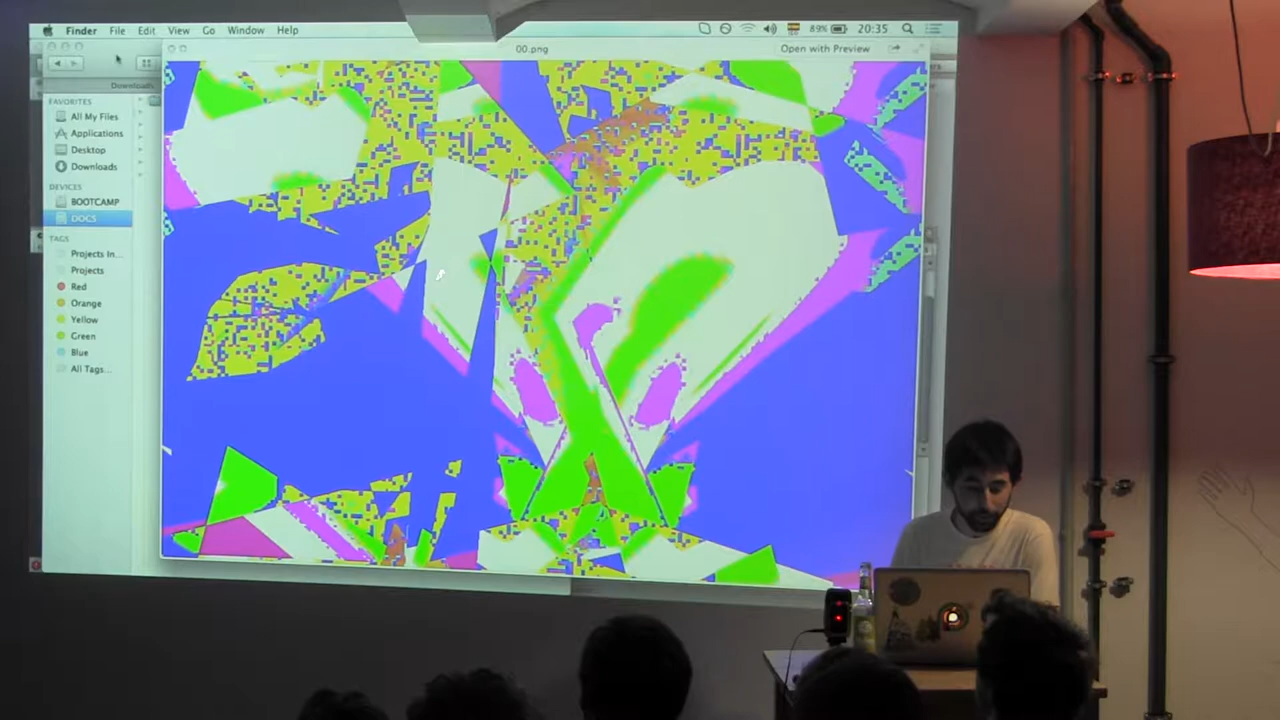 Finder File Edit View Go Window Help 89% 20:35
00.png Open with Preview
Downloads
FAVORITES
All My Files
Applications
Desktop
Downloads
DEVICES
BOOTCAMP
DOCS
TAGS
Projects In...
Projects
Red
Orange
Yellow
Green
Blue
All Tags...